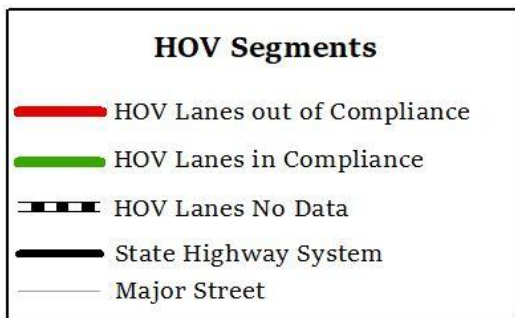 HOV Segments
HOV Lanes out of Compliance
HOV Lanes in Compliance
HOV Lanes No Data
State Highway System
Major Street